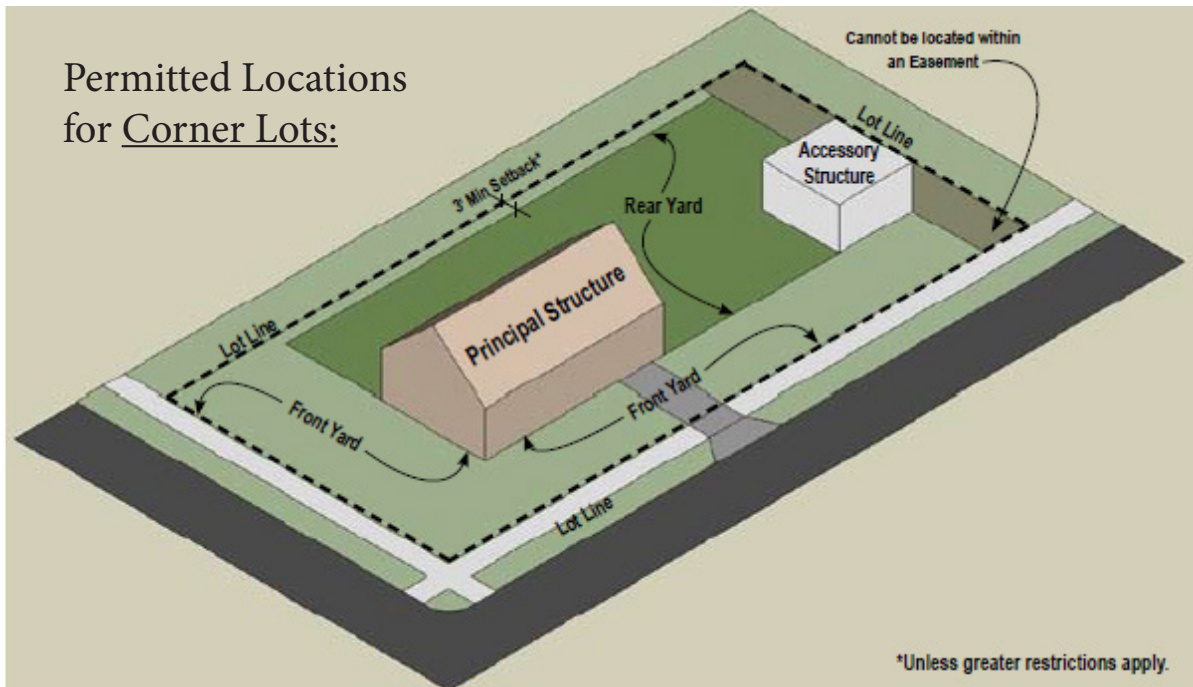 Permitted Locations
for Corner Lots:
Cannot be located within
an Easement
Lot Line
Accessory
Structure
3' Min Setback*
Rear Yard
Principal Structure
Lot Line
Front Yard
Front Yard
Lot Line
*Unless greater restrictions apply.